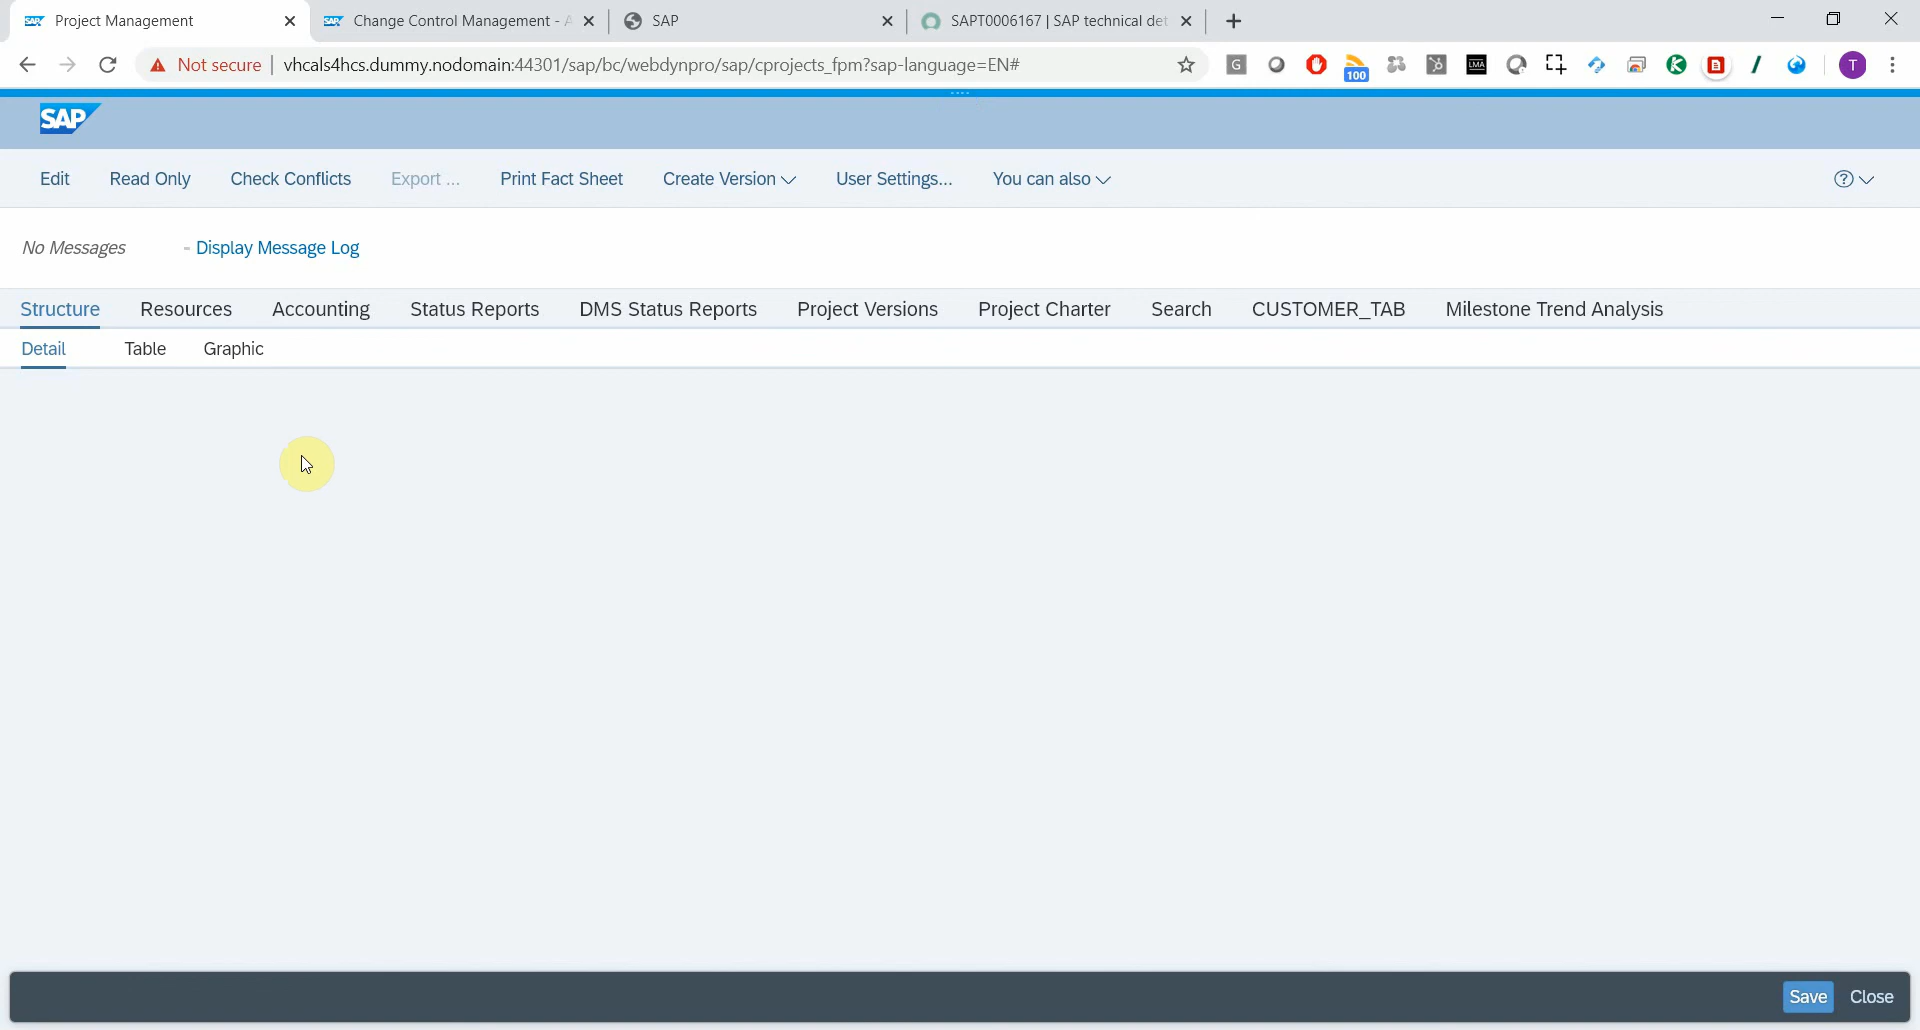 Project Management
Change Control Management - A
SAP
SAPT0006167 | SAP technical det
Not secure
vhcals4hcs.dummy.nodomain:44301/sap/bc/webdynpro/sap/cprojects_fpm?sap-language=EN#
G
100
LMA
T
SAP
Edit
Read Only
Check Conflicts
Export ...
Print Fact Sheet
Create Version
User Settings...
You can also
No Messages
- Display Message Log
Structure
Resources
Accounting
Status Reports
DMS Status Reports
Project Versions
Project Charter
Search
CUSTOMER_TAB
Milestone Trend Analysis
Detail
Table
Graphic
Save
Close